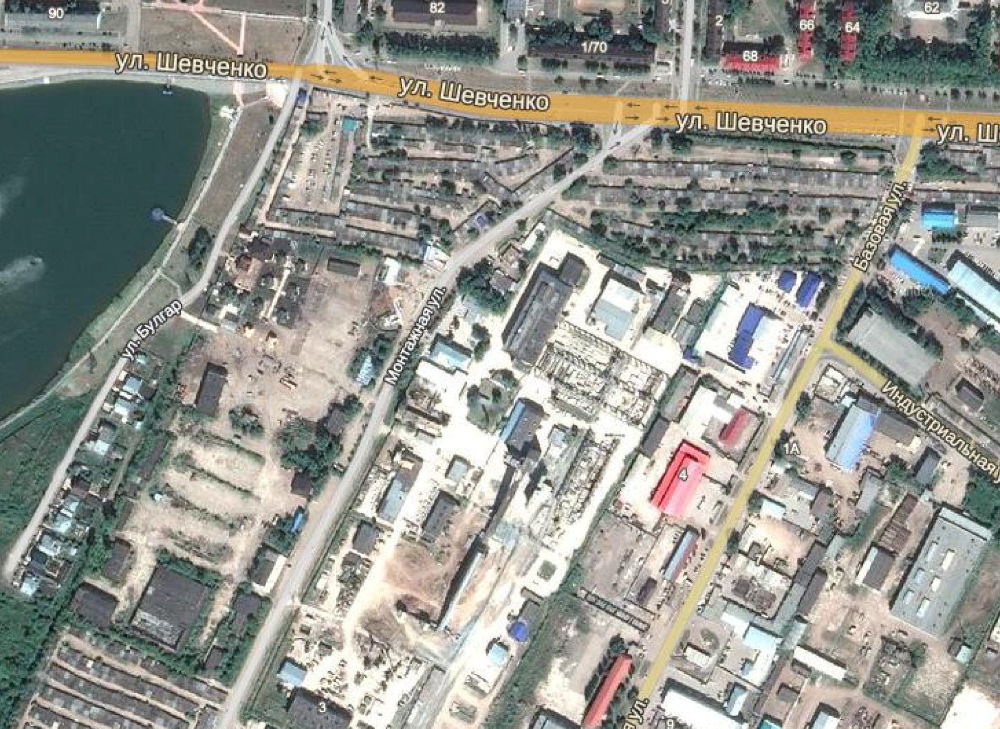 90
82
2
66
64
62
1/70
68
ул. Шевченко
ул. Шевченко
ул. Шевченко
ул. Ш
Базовая ул.
ул. Булгар
Монтажная ул.
Индустриальная
1А
4
3
9
ул.